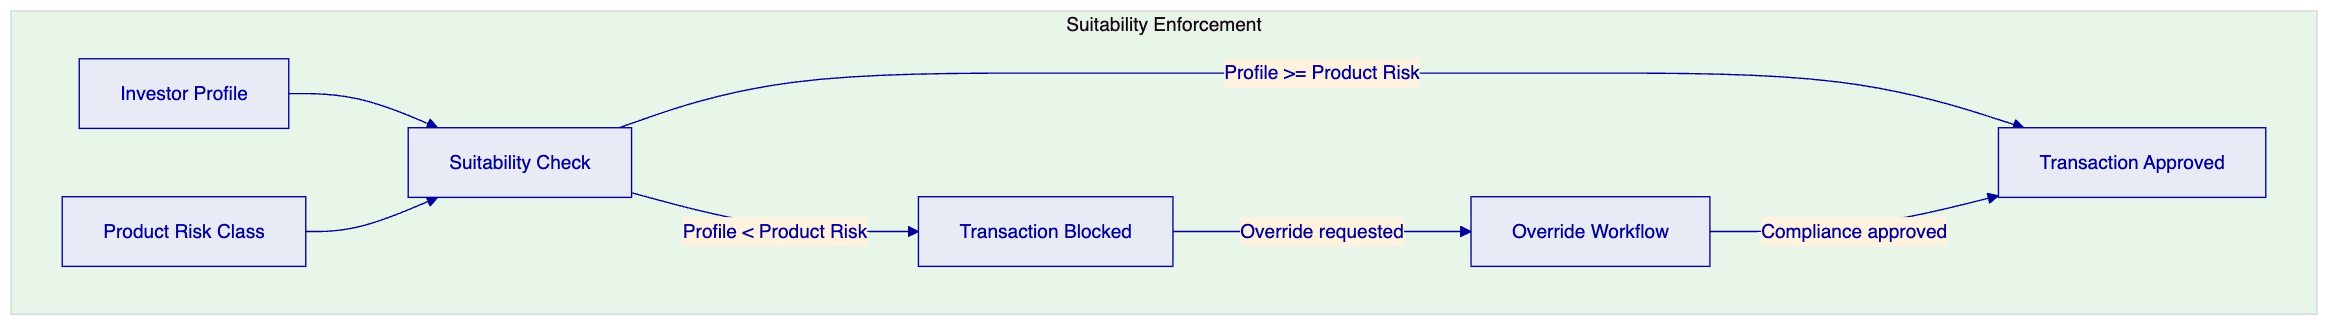 Suitability Enforcement
Investor Profile
Profile >= Product Risk
Suitability Check
Transaction Approved
Product Risk Class
Profile < Product Risk
Transaction Blocked
Override requested
Override Workflow
Compliance approved